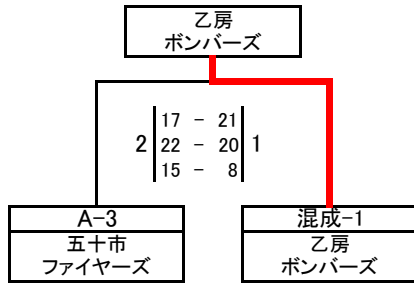 乙房
ボンバーズ
17 - 21
2 22 - 20 1
15 - 8
A-3 混成-1
五十市 乙房
ファイヤーズ ボンバーズ